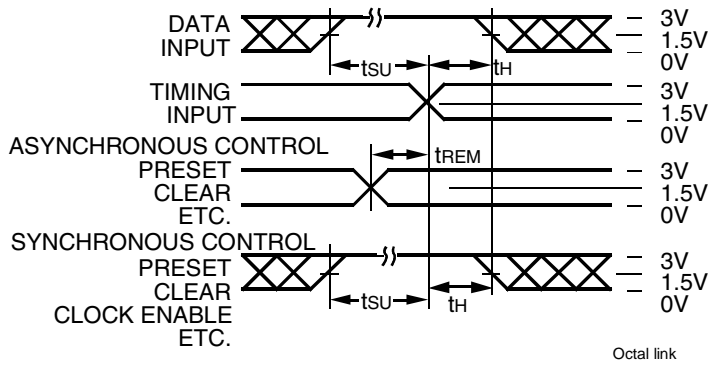 DATA
INPUT
3V
1.5V
0V
tSU
tH
TIMING
INPUT
3V
1.5V
0V
ASYNCHRONOUS CONTROL
PRESET
CLEAR
ETC.
tREM
3V
1.5V
0V
SYNCHRONOUS CONTROL
PRESET
CLEAR
CLOCK ENABLE
ETC.
tSU
tH
3V
1.5V
0V
Octal link